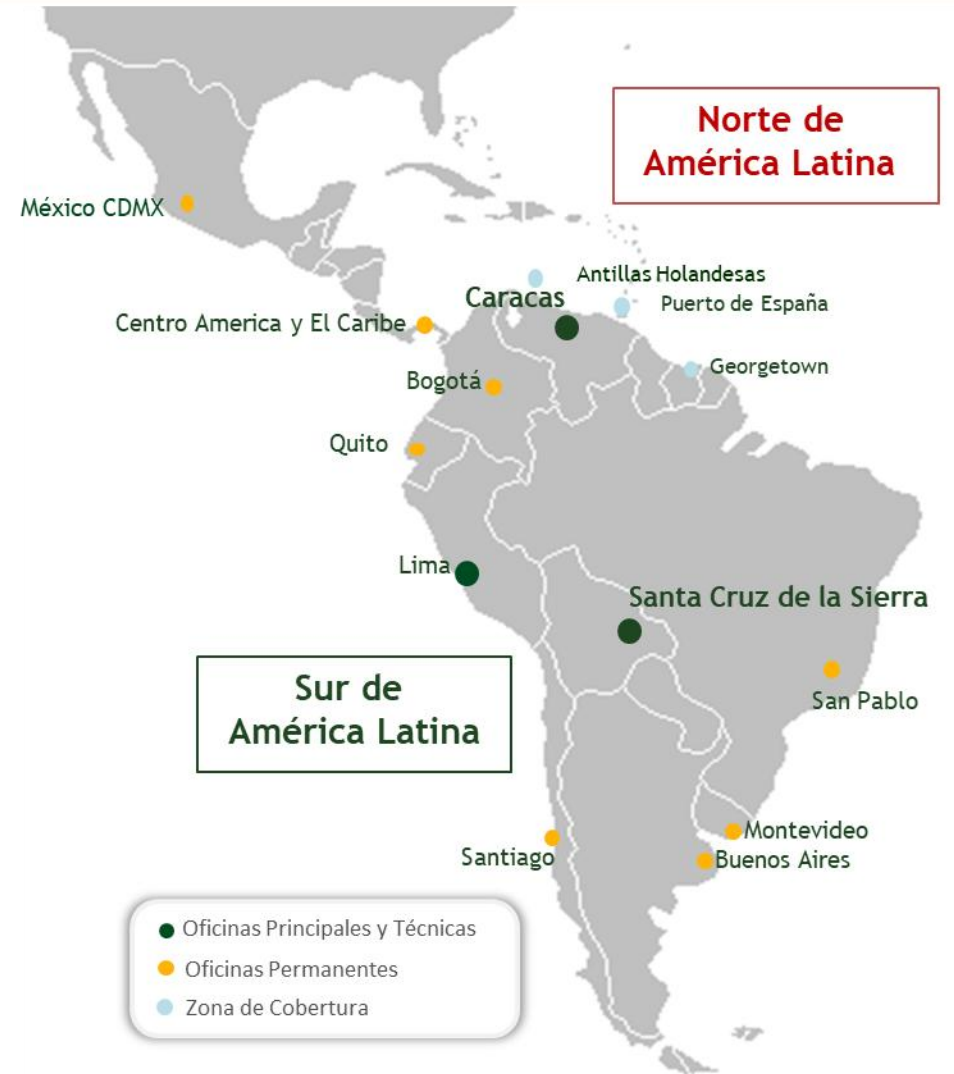 Norte de
América Latina
México CDMX
Antillas Holandesas
Caracas
Puerto de España
Centro America y El Caribe
Georgetown
Bogotá
Quito
Lima
Santa Cruz de la Sierra
Sur de
América Latina
San Pablo
Montevideo
Santiago
Buenos Aires
Oficinas Principales y Técnicas
Oficinas Permanentes
Zona de Cobertura